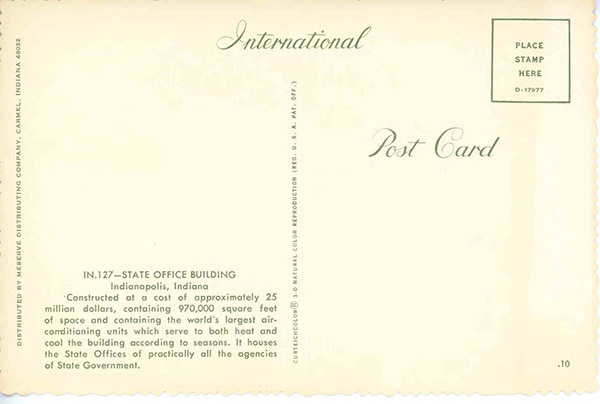 International
PLACE
STAMP
HERE
D-17977
Post Card
DISTRIBUTED BY MESERVE DISTRIBUTING COMPANY, CARMEL, INDIANA 46032
IN.127—STATE OFFICE BUILDING
Indianapolis, Indiana
Constructed at a cost of approximately 25
million dollars, containing 970,000 square feet
of space and containing the world's largest air-
conditioning units which serve to both heat and
cool the building according to seasons. It houses
the State Offices of practically all the agencies
of State Government.
CURTEICHCOLOR® 3-D NATURAL COLOR REPRODUCTION (REG. U. S. A. PAT. OFF.)
.10